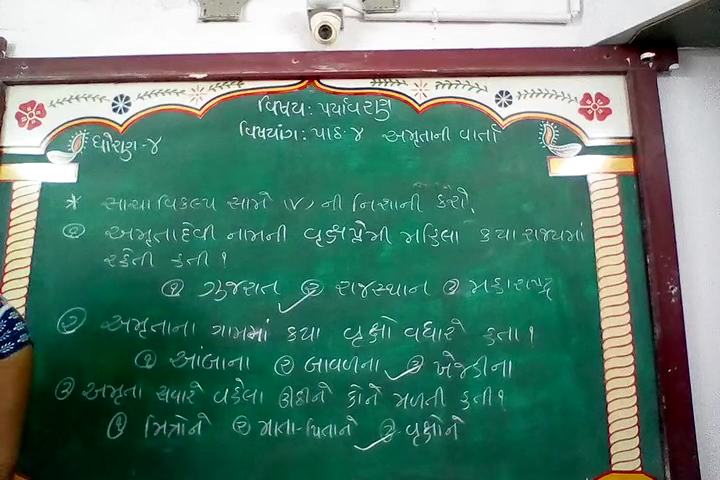 વિષય: પર્યાવરણ
વિષયાંગ: પાઠ-૪ અમૃતાની વાર્તા
ધોરણ-૪
* સાચા વિકલ્પ સામે (✓) ની નિશાની કરો.
① અમૃતાદેવી નામની વૃક્ષપ્રેમી મહિલા કયા રાજ્યમાં
રહેતી હતી?
① ગુજરાત ✓② રાજસ્થાન ③ મહારાષ્ટ્ર
② અમૃતાના ગામમાં કયા વૃક્ષો વધારે હતા?
① આંબાના ② બાવળના ✓③ ખેજડીના
③ અમૃતા સવારે વહેલા ઊઠીને કોને મળતી હતી?
① મિત્રોને ② માતા-પિતાને ✓③ વૃક્ષોને